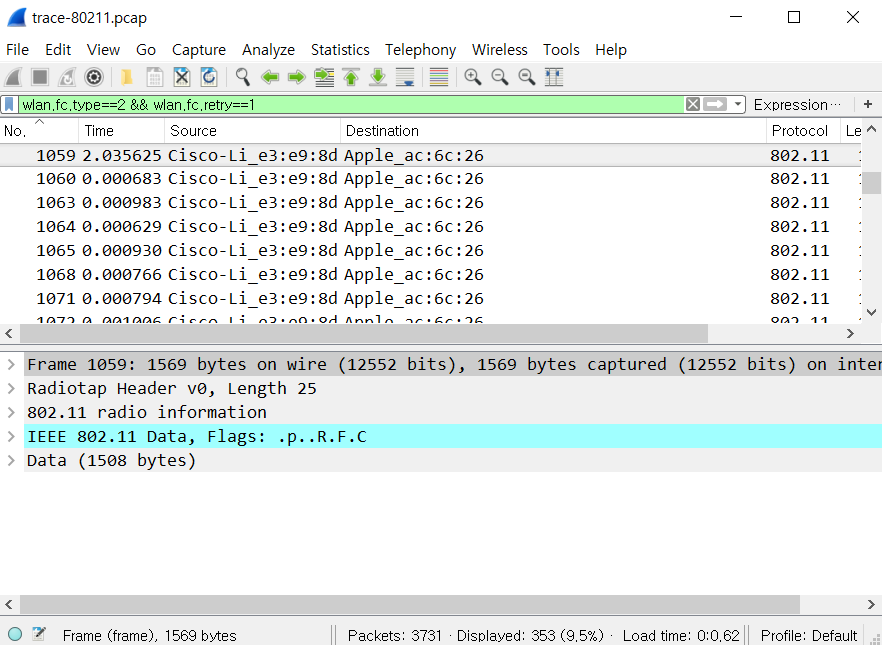 trace-80211.pcap
File Edit View Go Capture Analyze Statistics Telephony Wireless Tools Help
wlan.fc.type==2 && wlan.fc.retry==1 Expression… +
No. Time Source Destination Protocol Le
1059 2.035625 Cisco-Li_e3:e9:8d Apple_ac:6c:26 802.11
1060 0.000683 Cisco-Li_e3:e9:8d Apple_ac:6c:26 802.11
1063 0.000983 Cisco-Li_e3:e9:8d Apple_ac:6c:26 802.11
1064 0.000629 Cisco-Li_e3:e9:8d Apple_ac:6c:26 802.11
1065 0.000930 Cisco-Li_e3:e9:8d Apple_ac:6c:26 802.11
1068 0.000766 Cisco-Li_e3:e9:8d Apple_ac:6c:26 802.11
1071 0.000794 Cisco-Li_e3:e9:8d Apple_ac:6c:26 802.11
1072 0.001006 Cisco-Li_e3:e9:8d Apple_ac:6c:26 802.11
Frame 1059: 1569 bytes on wire (12552 bits), 1569 bytes captured (12552 bits) on inter
Radiotap Header v0, Length 25
802.11 radio information
IEEE 802.11 Data, Flags: .p..R.F.C
Data (1508 bytes)
Frame (frame), 1569 bytes Packets: 3731 · Displayed: 353 (9.5%) · Load time: 0:0.62 Profile: Default